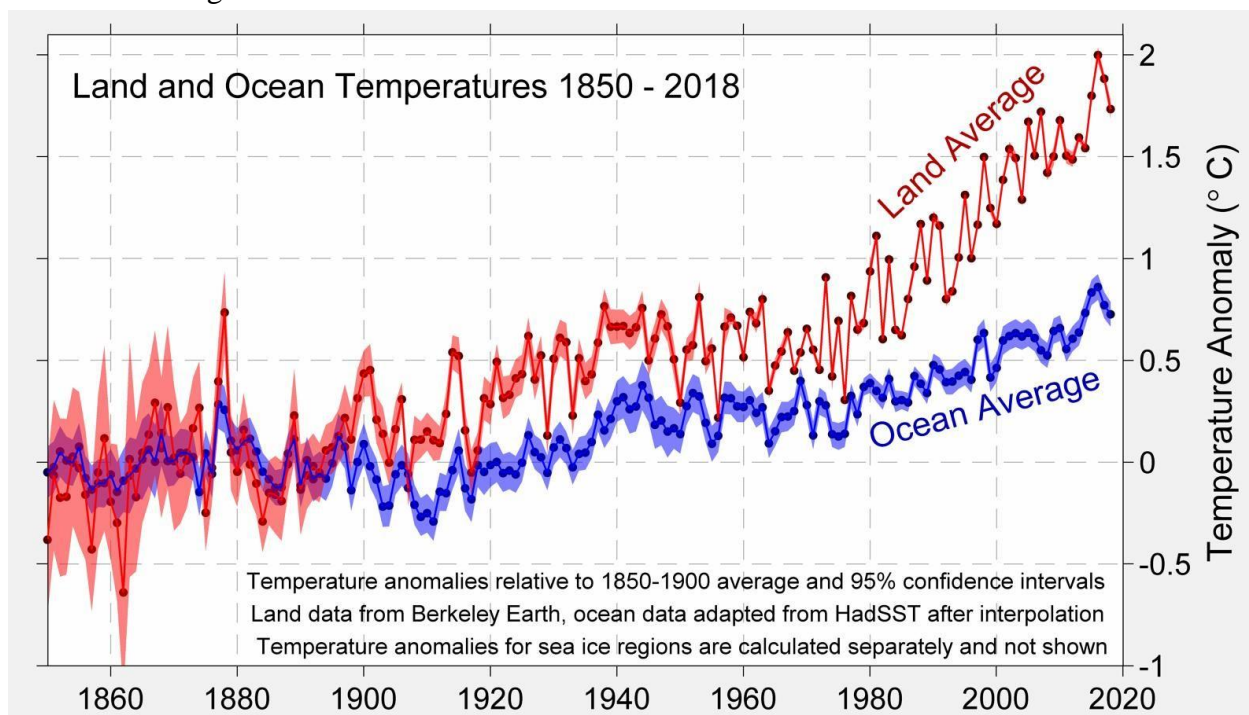 Land and Ocean Temperatures 1850 - 2018
Land Average
Ocean Average
Temperature anomalies relative to 1850-1900 average and 95% confidence intervals
Land data from Berkeley Earth, ocean data adapted from HadSST after interpolation
Temperature anomalies for sea ice regions are calculated separately and not shown
2
1.5
1
0.5
0
-0.5
-1
Temperature Anomaly (° C)
1860 1880 1900 1920 1940 1960 1980 2000 2020